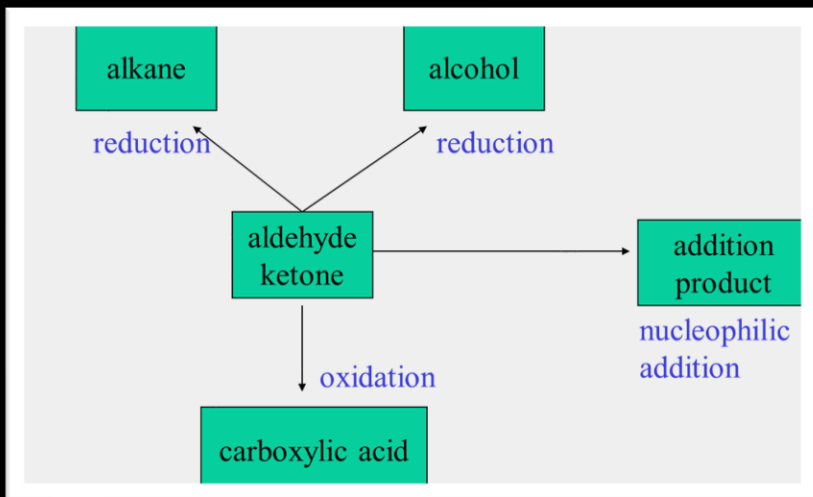 alkane
alcohol
reduction
reduction
aldehyde
ketone
addition
product
nucleophilic
addition
oxidation
carboxylic acid